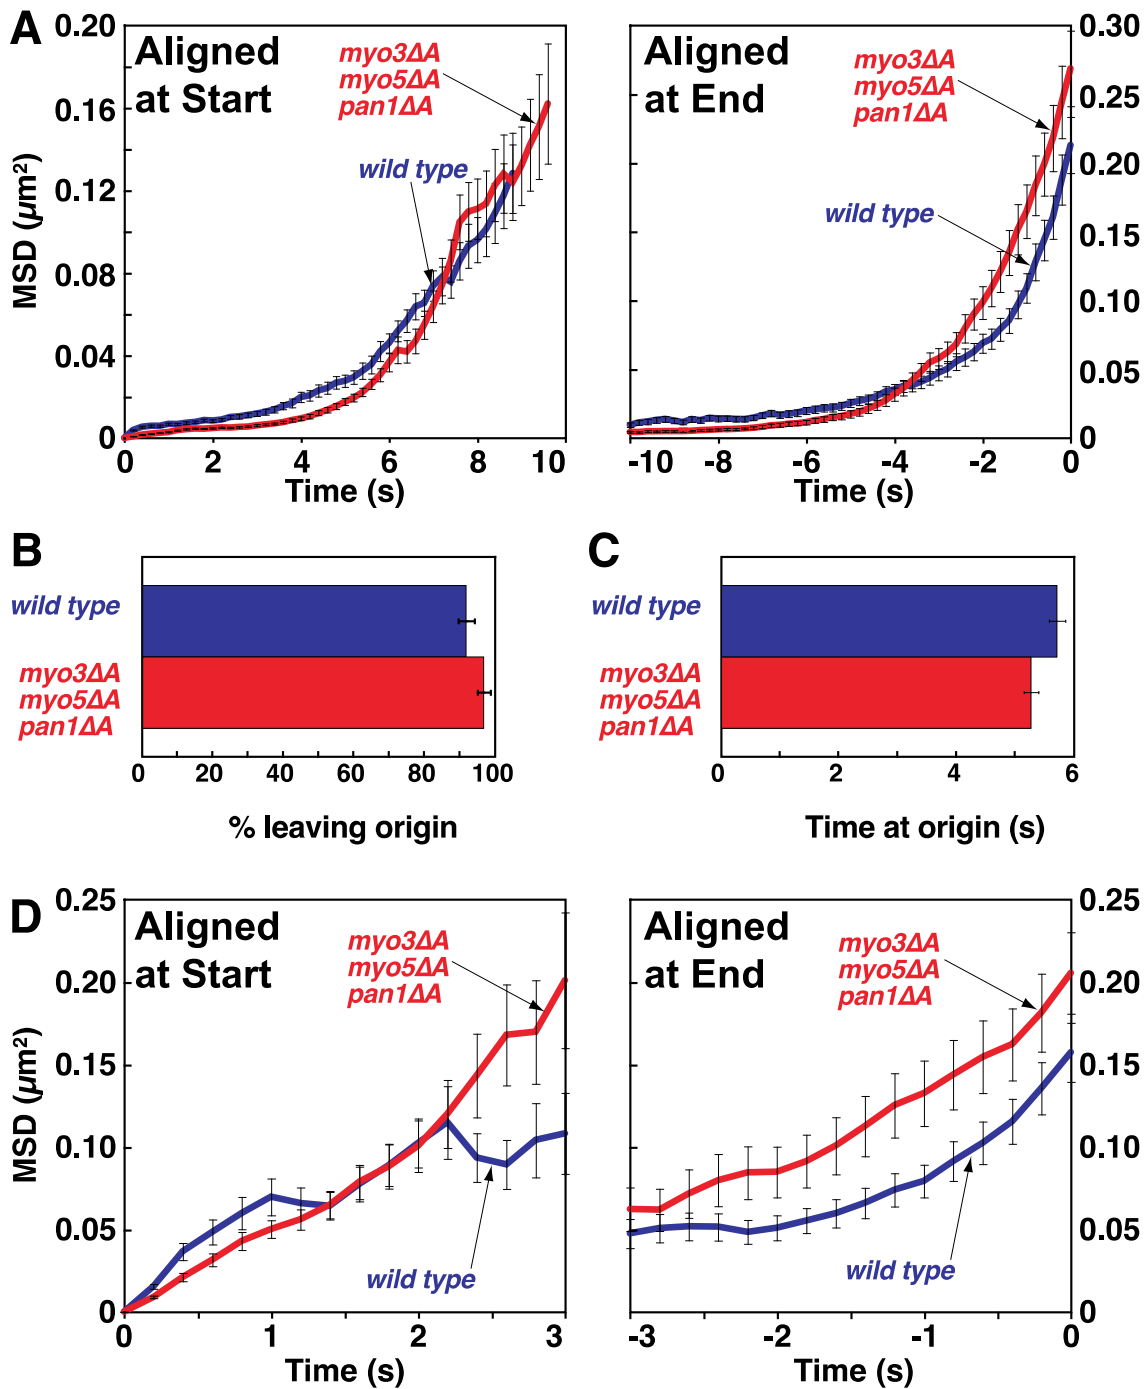 A
Aligned
at Start
myo3ΔA
myo5ΔA
pan1ΔA
wild type
MSD (µm²)
0.20
0.16
0.12
0.08
0.04
0
0 2 4 6 8 10
Time (s)
Aligned
at End
myo3ΔA
myo5ΔA
pan1ΔA
wild type
0.30
0.25
0.20
0.15
0.10
0.05
0
-10 -8 -6 -4 -2 0
Time (s)
B
wild type
myo3ΔA
myo5ΔA
pan1ΔA
0 20 40 60 80 100
% leaving origin
C
wild type
myo3ΔA
myo5ΔA
pan1ΔA
0 2 4 6
Time at origin (s)
D
Aligned
at Start
myo3ΔA
myo5ΔA
pan1ΔA
wild type
MSD (µm²)
0.25
0.20
0.15
0.10
0.05
0
0 1 2 3
Time (s)
Aligned
at End
myo3ΔA
myo5ΔA
pan1ΔA
wild type
0.25
0.20
0.15
0.10
0.05
0
-3 -2 -1 0
Time (s)